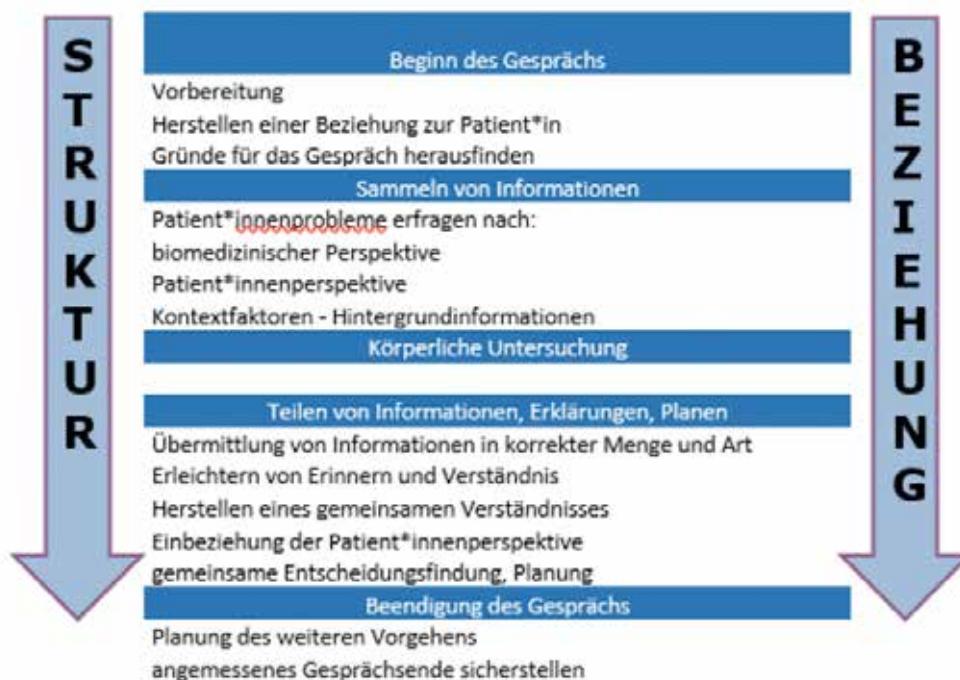 STRUKTUR
Beginn des Gesprächs
Vorbereitung
Herstellen einer Beziehung zur Patient*in
Gründe für das Gespräch herausfinden
Sammeln von Informationen
Patient*innenprobleme erfragen nach:
biomedizinischer Perspektive
Patient*innenperspektive
Kontextfaktoren - Hintergrundinformationen
Körperliche Untersuchung
Teilen von Informationen, Erklärungen, Planen
Übermittlung von Informationen in korrekter Menge und Art
Erleichtern von Erinnern und Verständnis
Herstellen eines gemeinsamen Verständnisses
Einbeziehung der Patient*innenperspektive
gemeinsame Entscheidungsfindung, Planung
Beendigung des Gesprächs
Planung des weiteren Vorgehens
angemessenes Gesprächsende sicherstellen
BEZIEHUNG